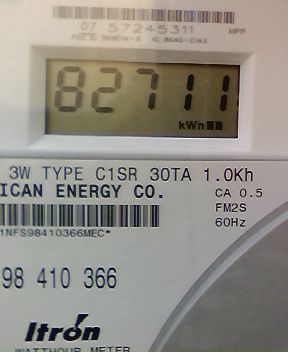 07 57245311
82711
kWh
3W TYPE C1SR 30TA 1.0Kh
ICAN ENERGY CO.
CA 0.5
FM2S
60Hz
1NFS98410366MEC*
98 410 366
Itrón
WATTHOUR METER